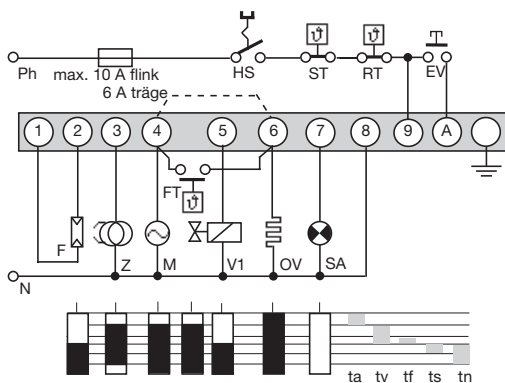 Ph
max. 10 A flink
6 A träge
HS
ST
RT
EV
ϑ
ϑ
1 2 3 4 5 6 7 8 9 A
FT
ϑ
F
Z
M
V1
OV
SA
N
ta tv tf ts tn